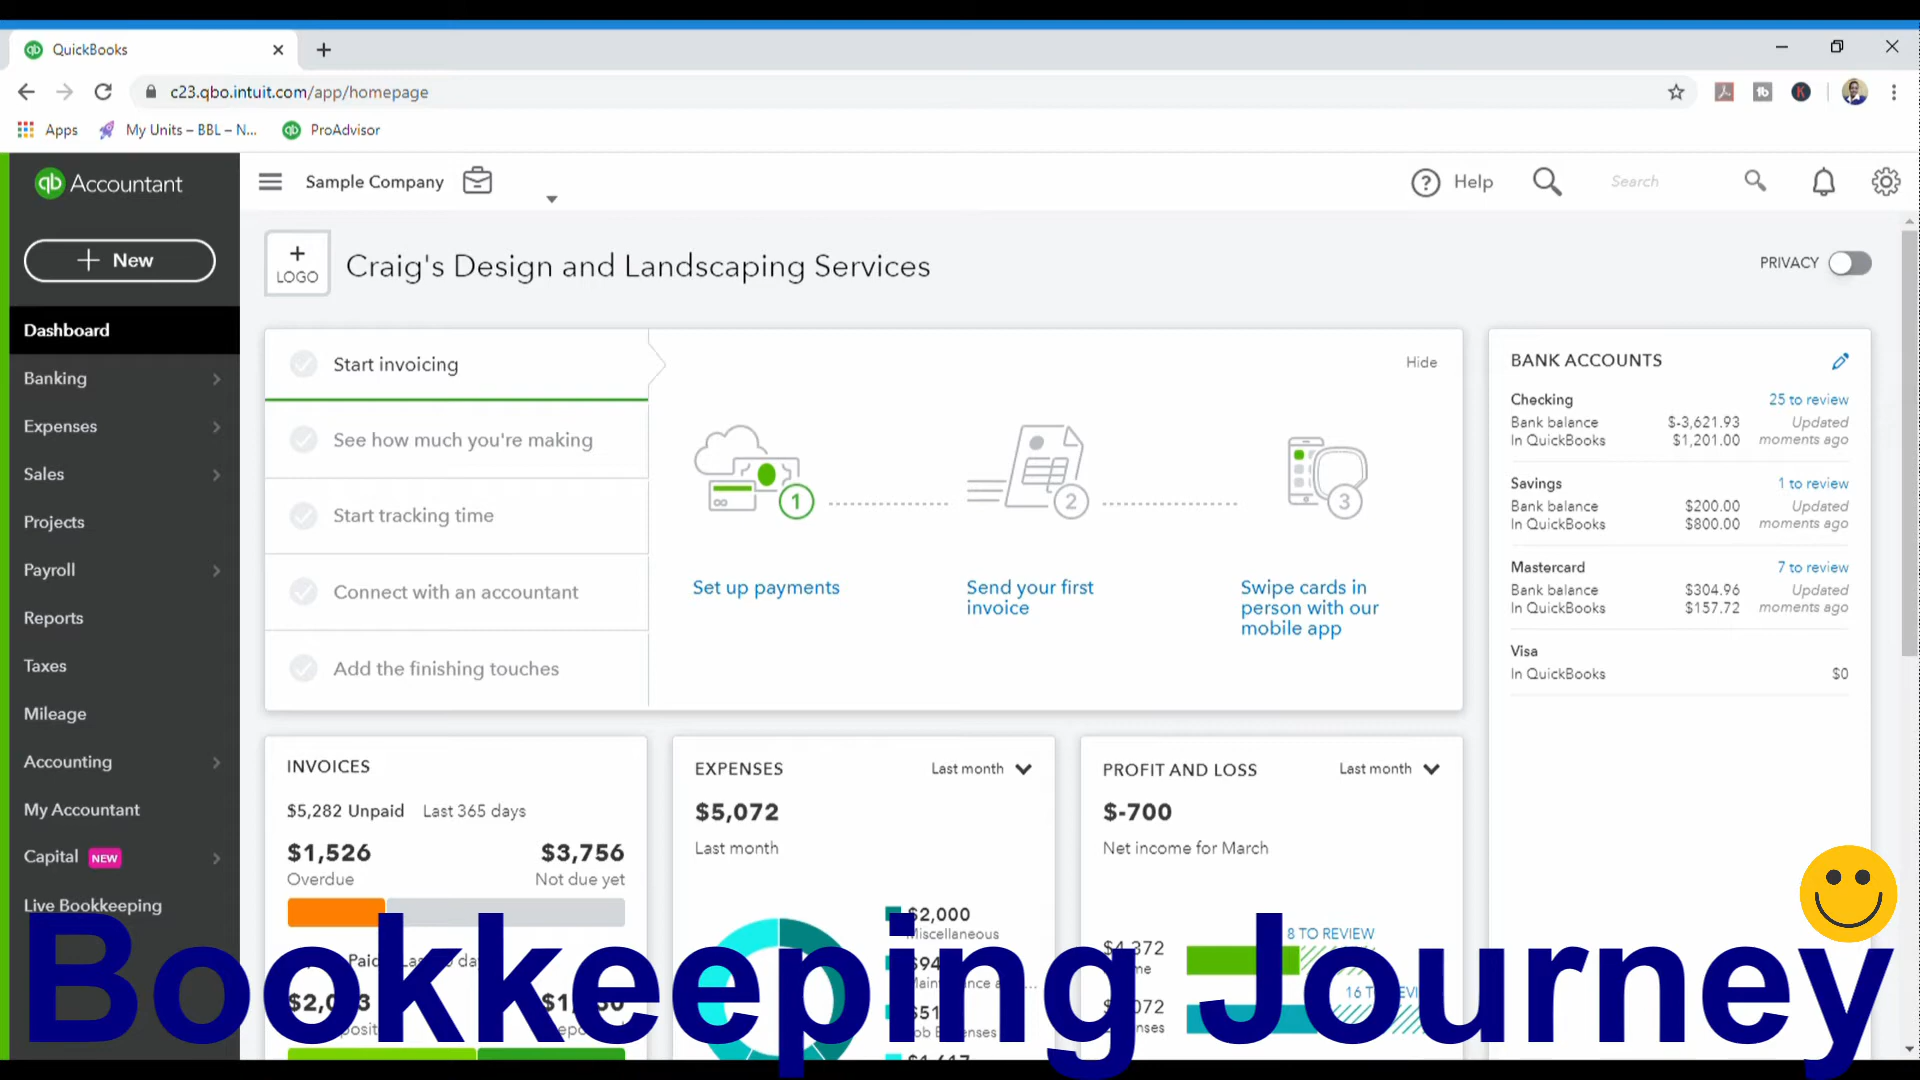 QuickBooks
c23.qbo.intuit.com/app/homepage
Apps
My Units – BBL – N...
ProAdvisor
qb Accountant
Sample Company
Help
Search
+ New
+ LOGO
Craig's Design and Landscaping Services
PRIVACY
Dashboard
Banking
Expenses
Sales
Projects
Payroll
Reports
Taxes
Mileage
Accounting
My Accountant
Capital NEW
Live Bookkeeping
Start invoicing
See how much you're making
Start tracking time
Connect with an accountant
Add the finishing touches
Hide
1
2
3
Set up payments
Send your first
invoice
Swipe cards in
person with our
mobile app
BANK ACCOUNTS
Checking 25 to review
Bank balance $-3,621.93 Updated
In QuickBooks $1,201.00 moments ago
Savings 1 to review
Bank balance $200.00 Updated
In QuickBooks $800.00 moments ago
Mastercard 7 to review
Bank balance $304.96 Updated
In QuickBooks $157.72 moments ago
Visa
In QuickBooks $0
INVOICES
$5,282 Unpaid Last 365 days
$1,526 $3,756
Overdue Not due yet
Paid
EXPENSES Last month
$5,072
Last month
$2,000
Miscellaneous
PROFIT AND LOSS Last month
$-700
Net income for March
8 TO REVIEW
Bookkeeping Journey